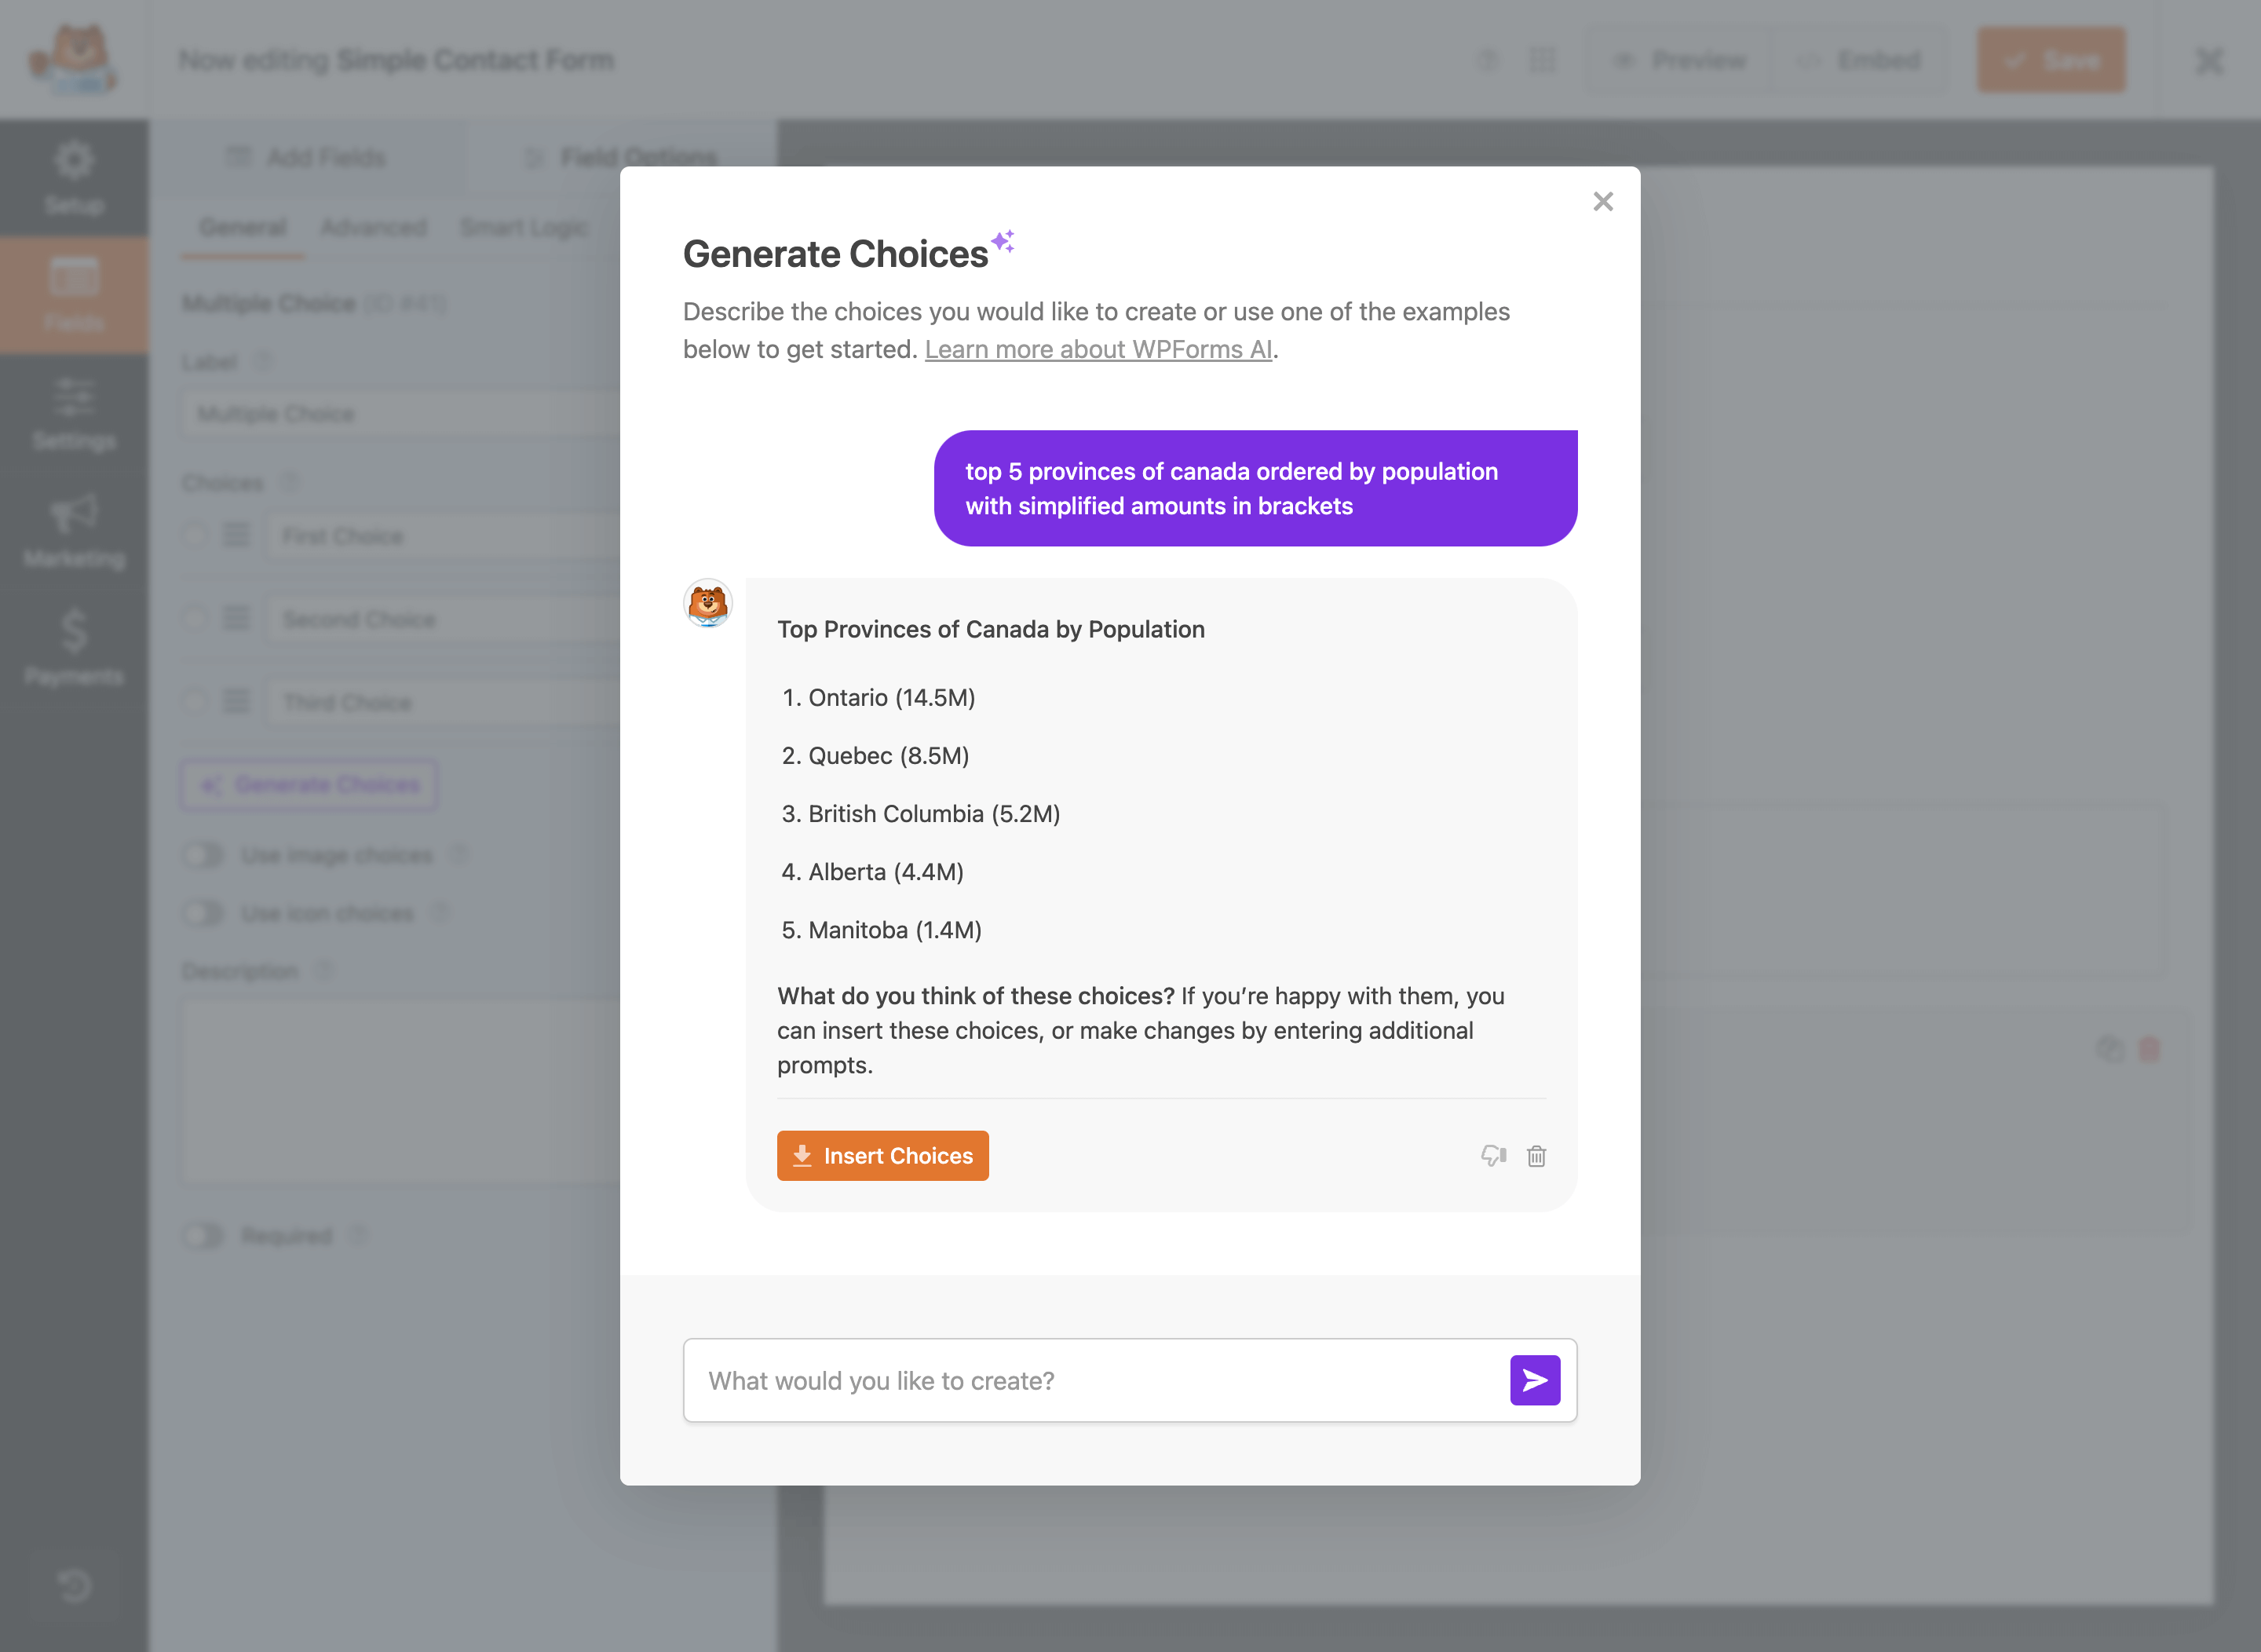 Now editing Simple Contact Form
Preview
Embed
Save
Setup
Fields
Settings
Marketing
Payments
Add Fields
Field Options
General
Advanced
Smart Logic
Multiple Choice (ID #41)
Label
Multiple Choice
Choices
First Choice
Second Choice
Third Choice
Generate Choices
Use image choices
Use icon choices
Description
Required
Generate Choices
Describe the choices you would like to create or use one of the examples
below to get started. Learn more about WPForms AI.
top 5 provinces of canada ordered by population
with simplified amounts in brackets
Top Provinces of Canada by Population
1. Ontario (14.5M)
2. Quebec (8.5M)
3. British Columbia (5.2M)
4. Alberta (4.4M)
5. Manitoba (1.4M)
What do you think of these choices? If you’re happy with them, you
can insert these choices, or make changes by entering additional
prompts.
Insert Choices
What would you like to create?